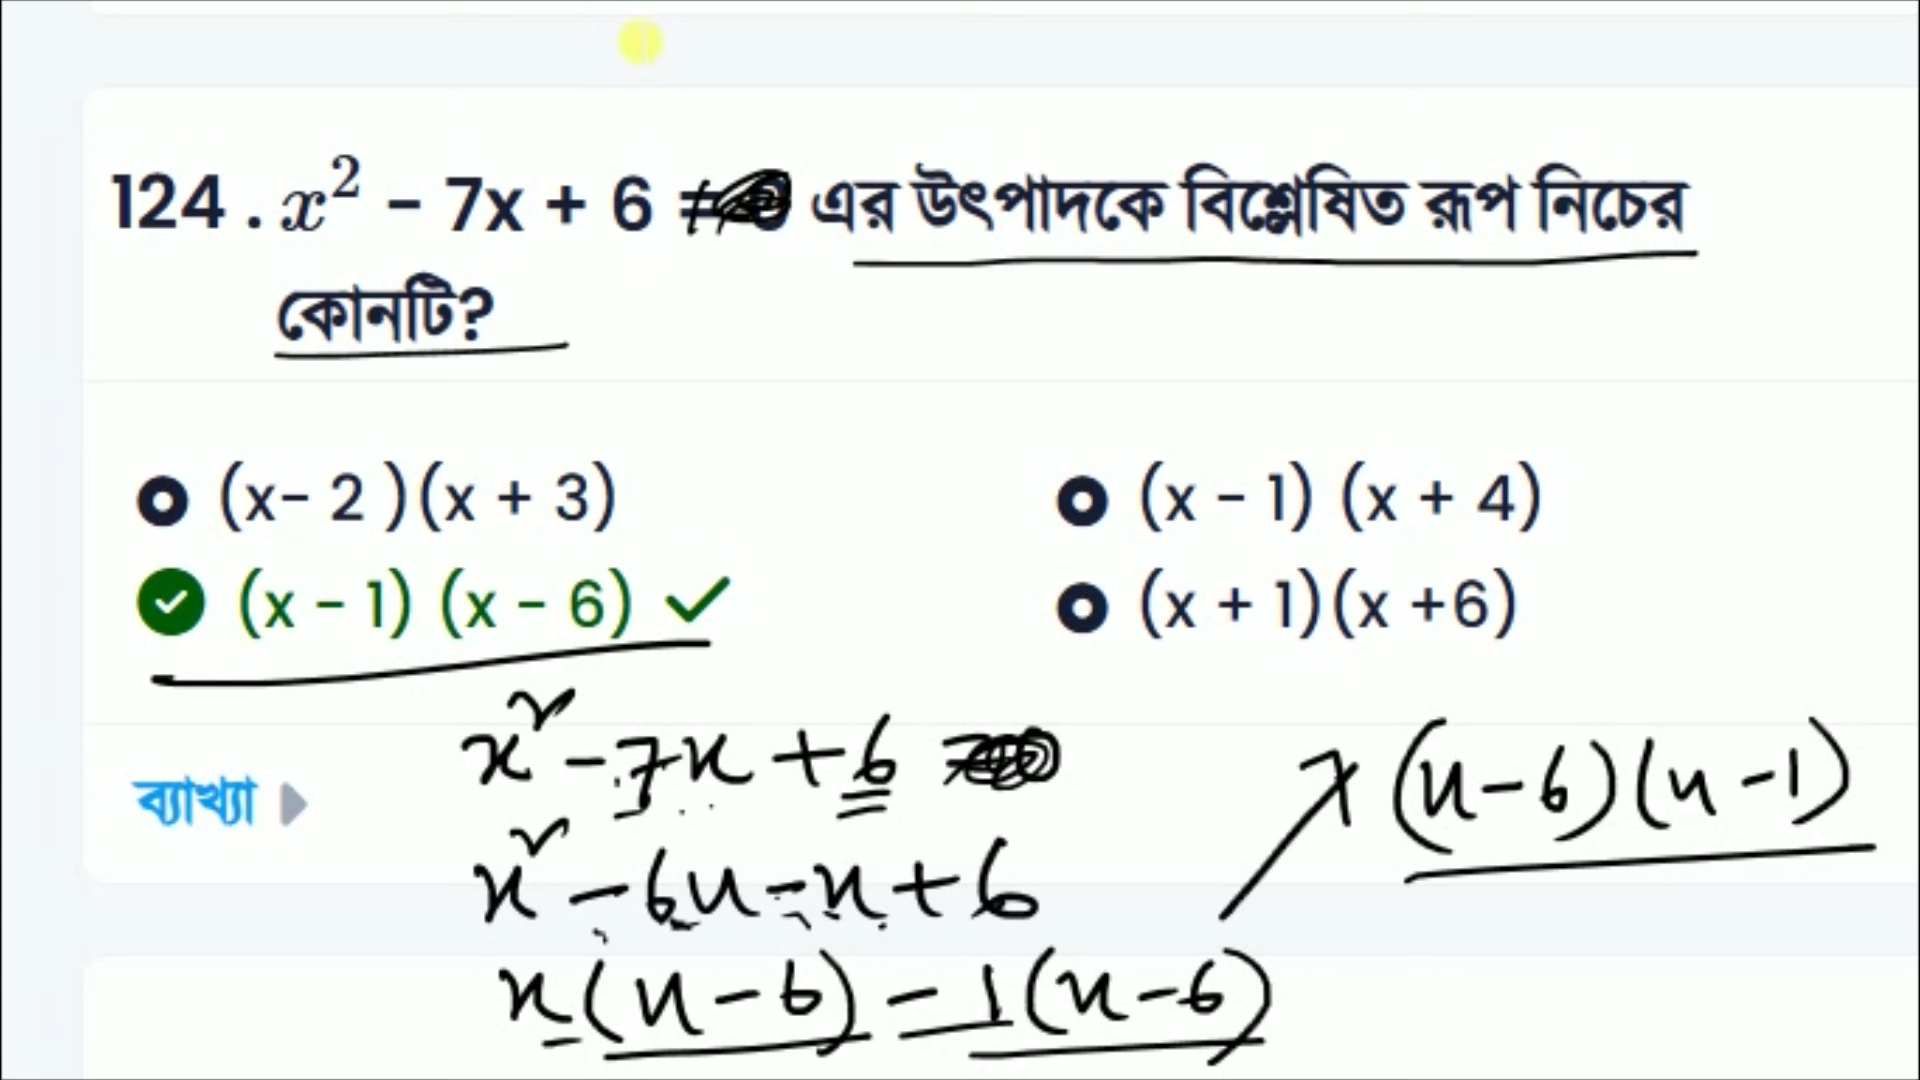 124 . x² - 7x + 6 এর উৎপাদকে বিশ্লেষিত রূপ নিচের
কোনটি?
(x- 2 )(x + 3)
(x - 1) (x + 4)
(x - 1) (x - 6)
(x + 1)(x +6)
ব্যাখ্যা
x² - 7x + 6
x² - 6x - x + 6
x(x - 6) - 1(x - 6)
(x - 6)(x - 1)